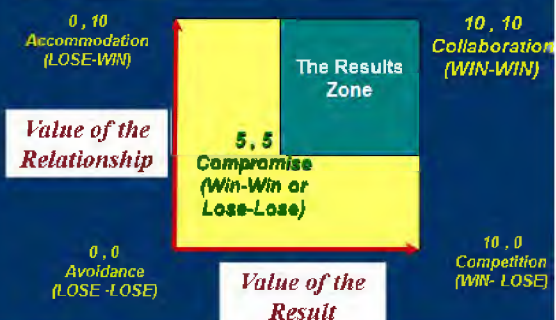 0 , 10
Accommodation
(LOSE-WIN)
10 , 10
Collaboration
(WIN-WIN)
The Results
Zone
Value of the
Relationship
5 , 5
Compromise
(Win-Win or
Lose-Lose)
0 , 0
Avoidance
(LOSE -LOSE)
10 , 0
Competition
(WIN- LOSE)
Value of the
Result